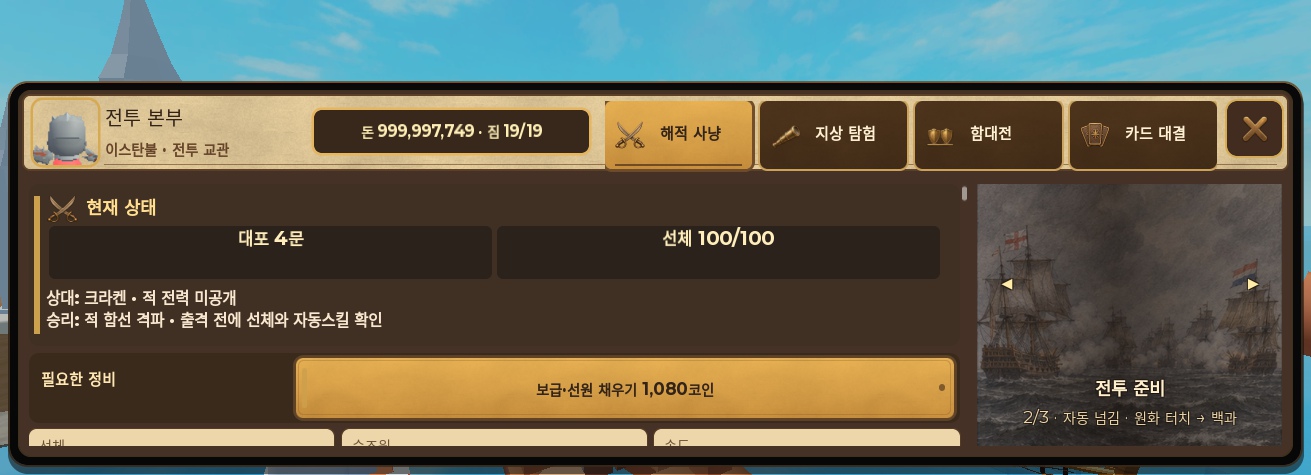 전투 본부
이스탄불 • 전투 교관
돈 999,997,749 · 짐 19/19
해적 사냥
지상 탐험
함대전
카드 대결
현재 상태
대포 4문
선체 100/100
상대: 크라켄 • 적 전력 미공개
승리: 적 함선 격파 • 출격 전에 선체와 자동스킬 확인
필요한 정비
보급·선원 채우기 1,080코인
전투 준비
2/3 · 자동 넘김 · 원화 터치 → 백과
선체
속도